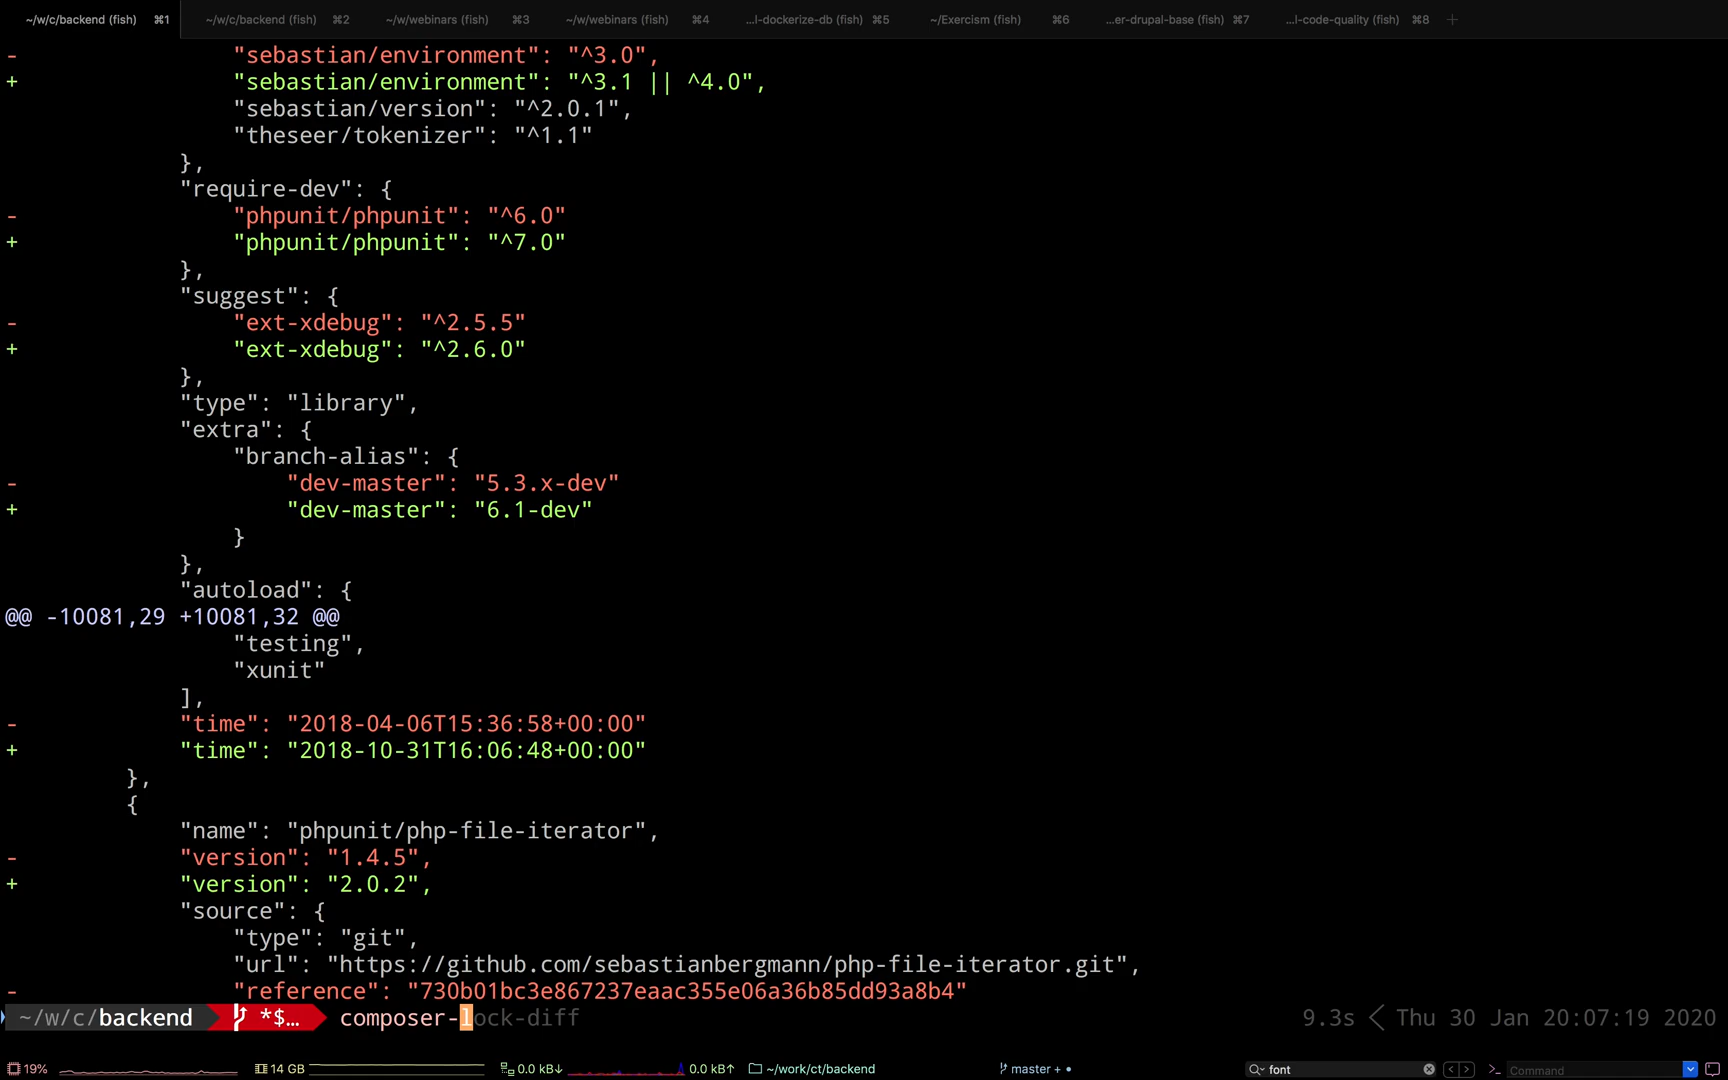 ~/w/c/backend (fish) ⌘1 ~/w/c/backend (fish) ⌘2 ~/w/webinars (fish) ⌘3 ~/w/webinars (fish) ⌘4 ...l-dockerize-db (fish) ⌘5 ~/Exercism (fish) ⌘6 ...er-drupal-base (fish) ⌘7 ...l-code-quality (fish) ⌘8 +
- "sebastian/environment": "^3.0",
+ "sebastian/environment": "^3.1 || ^4.0",
"sebastian/version": "^2.0.1",
"theseer/tokenizer": "^1.1"
},
"require-dev": {
- "phpunit/phpunit": "^6.0"
+ "phpunit/phpunit": "^7.0"
},
"suggest": {
- "ext-xdebug": "^2.5.5"
+ "ext-xdebug": "^2.6.0"
},
"type": "library",
"extra": {
"branch-alias": {
- "dev-master": "5.3.x-dev"
+ "dev-master": "6.1-dev"
}
},
"autoload": {
@@ -10081,29 +10081,32 @@
"testing",
"xunit"
],
- "time": "2018-04-06T15:36:58+00:00"
+ "time": "2018-10-31T16:06:48+00:00"
},
{
"name": "phpunit/php-file-iterator",
- "version": "1.4.5",
+ "version": "2.0.2",
"source": {
"type": "git",
"url": "https://github.com/sebastianbergmann/php-file-iterator.git",
- "reference": "730b01bc3e867237eaac355e06a36b85dd93a8b4"
~/w/c/backend *$… composer-lock-diff 9.3s < Thu 30 Jan 20:07:19 2020
19% 14 GB 0.0 kB↓ 0.0 kB↑ ~/work/ct/backend master + • font < > >_ Command